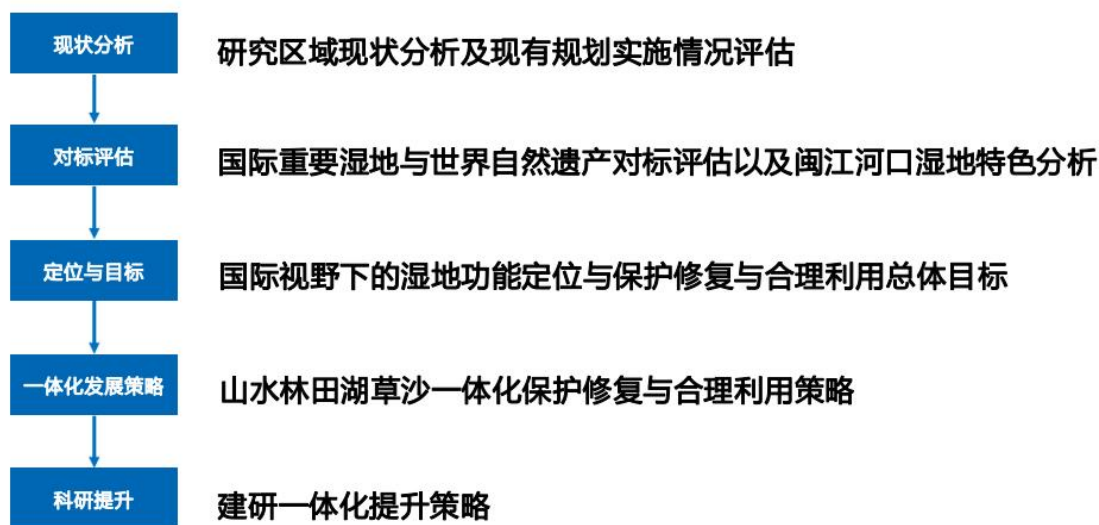 现状分析
研究区域现状分析及现有规划实施情况评估
对标评估
国际重要湿地与世界自然遗产对标评估以及闽江河口湿地特色分析
定位与目标
国际视野下的湿地功能定位与保护修复与合理利用总体目标
一体化发展策略
山水林田湖草沙一体化保护修复与合理利用策略
科研提升
建研一体化提升策略